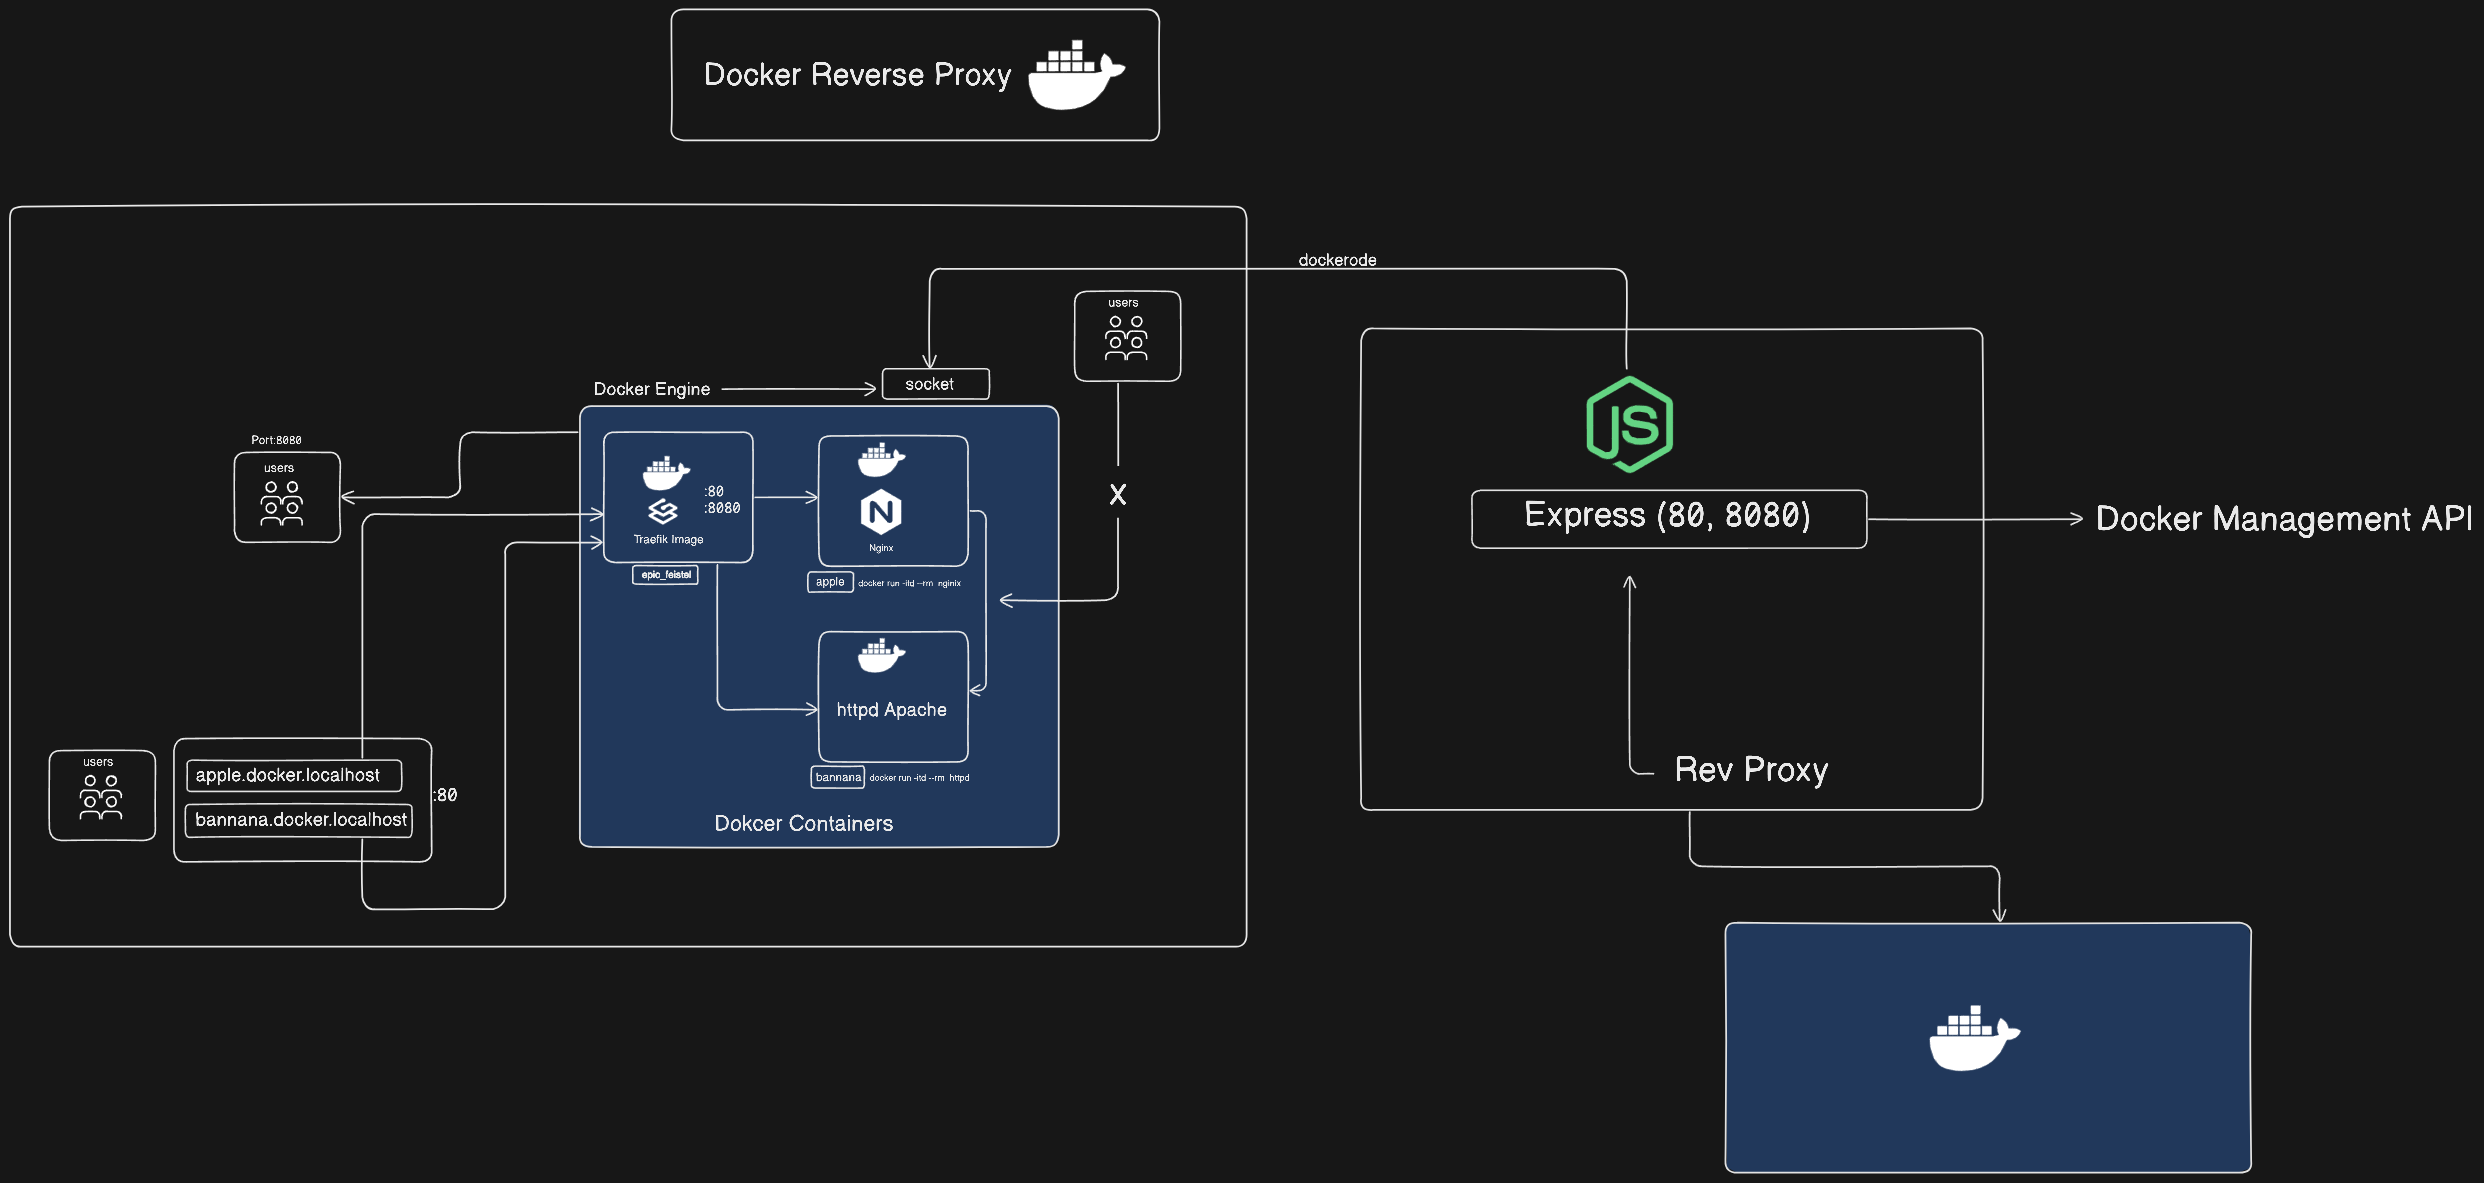 Docker Reverse Proxy
dockerode
users
socket
Docker Engine
Port:8080
users
:80
:8080
Traefik Image
epic_feistel
N
Nginx
apple
docker run -itd --rm nginix
X
httpd Apache
bannana
docker run -itd --rm httpd
Dokcer Containers
users
apple.docker.localhost
bannana.docker.localhost
:80
JS
Express (80, 8080)
Docker Management API
Rev Proxy